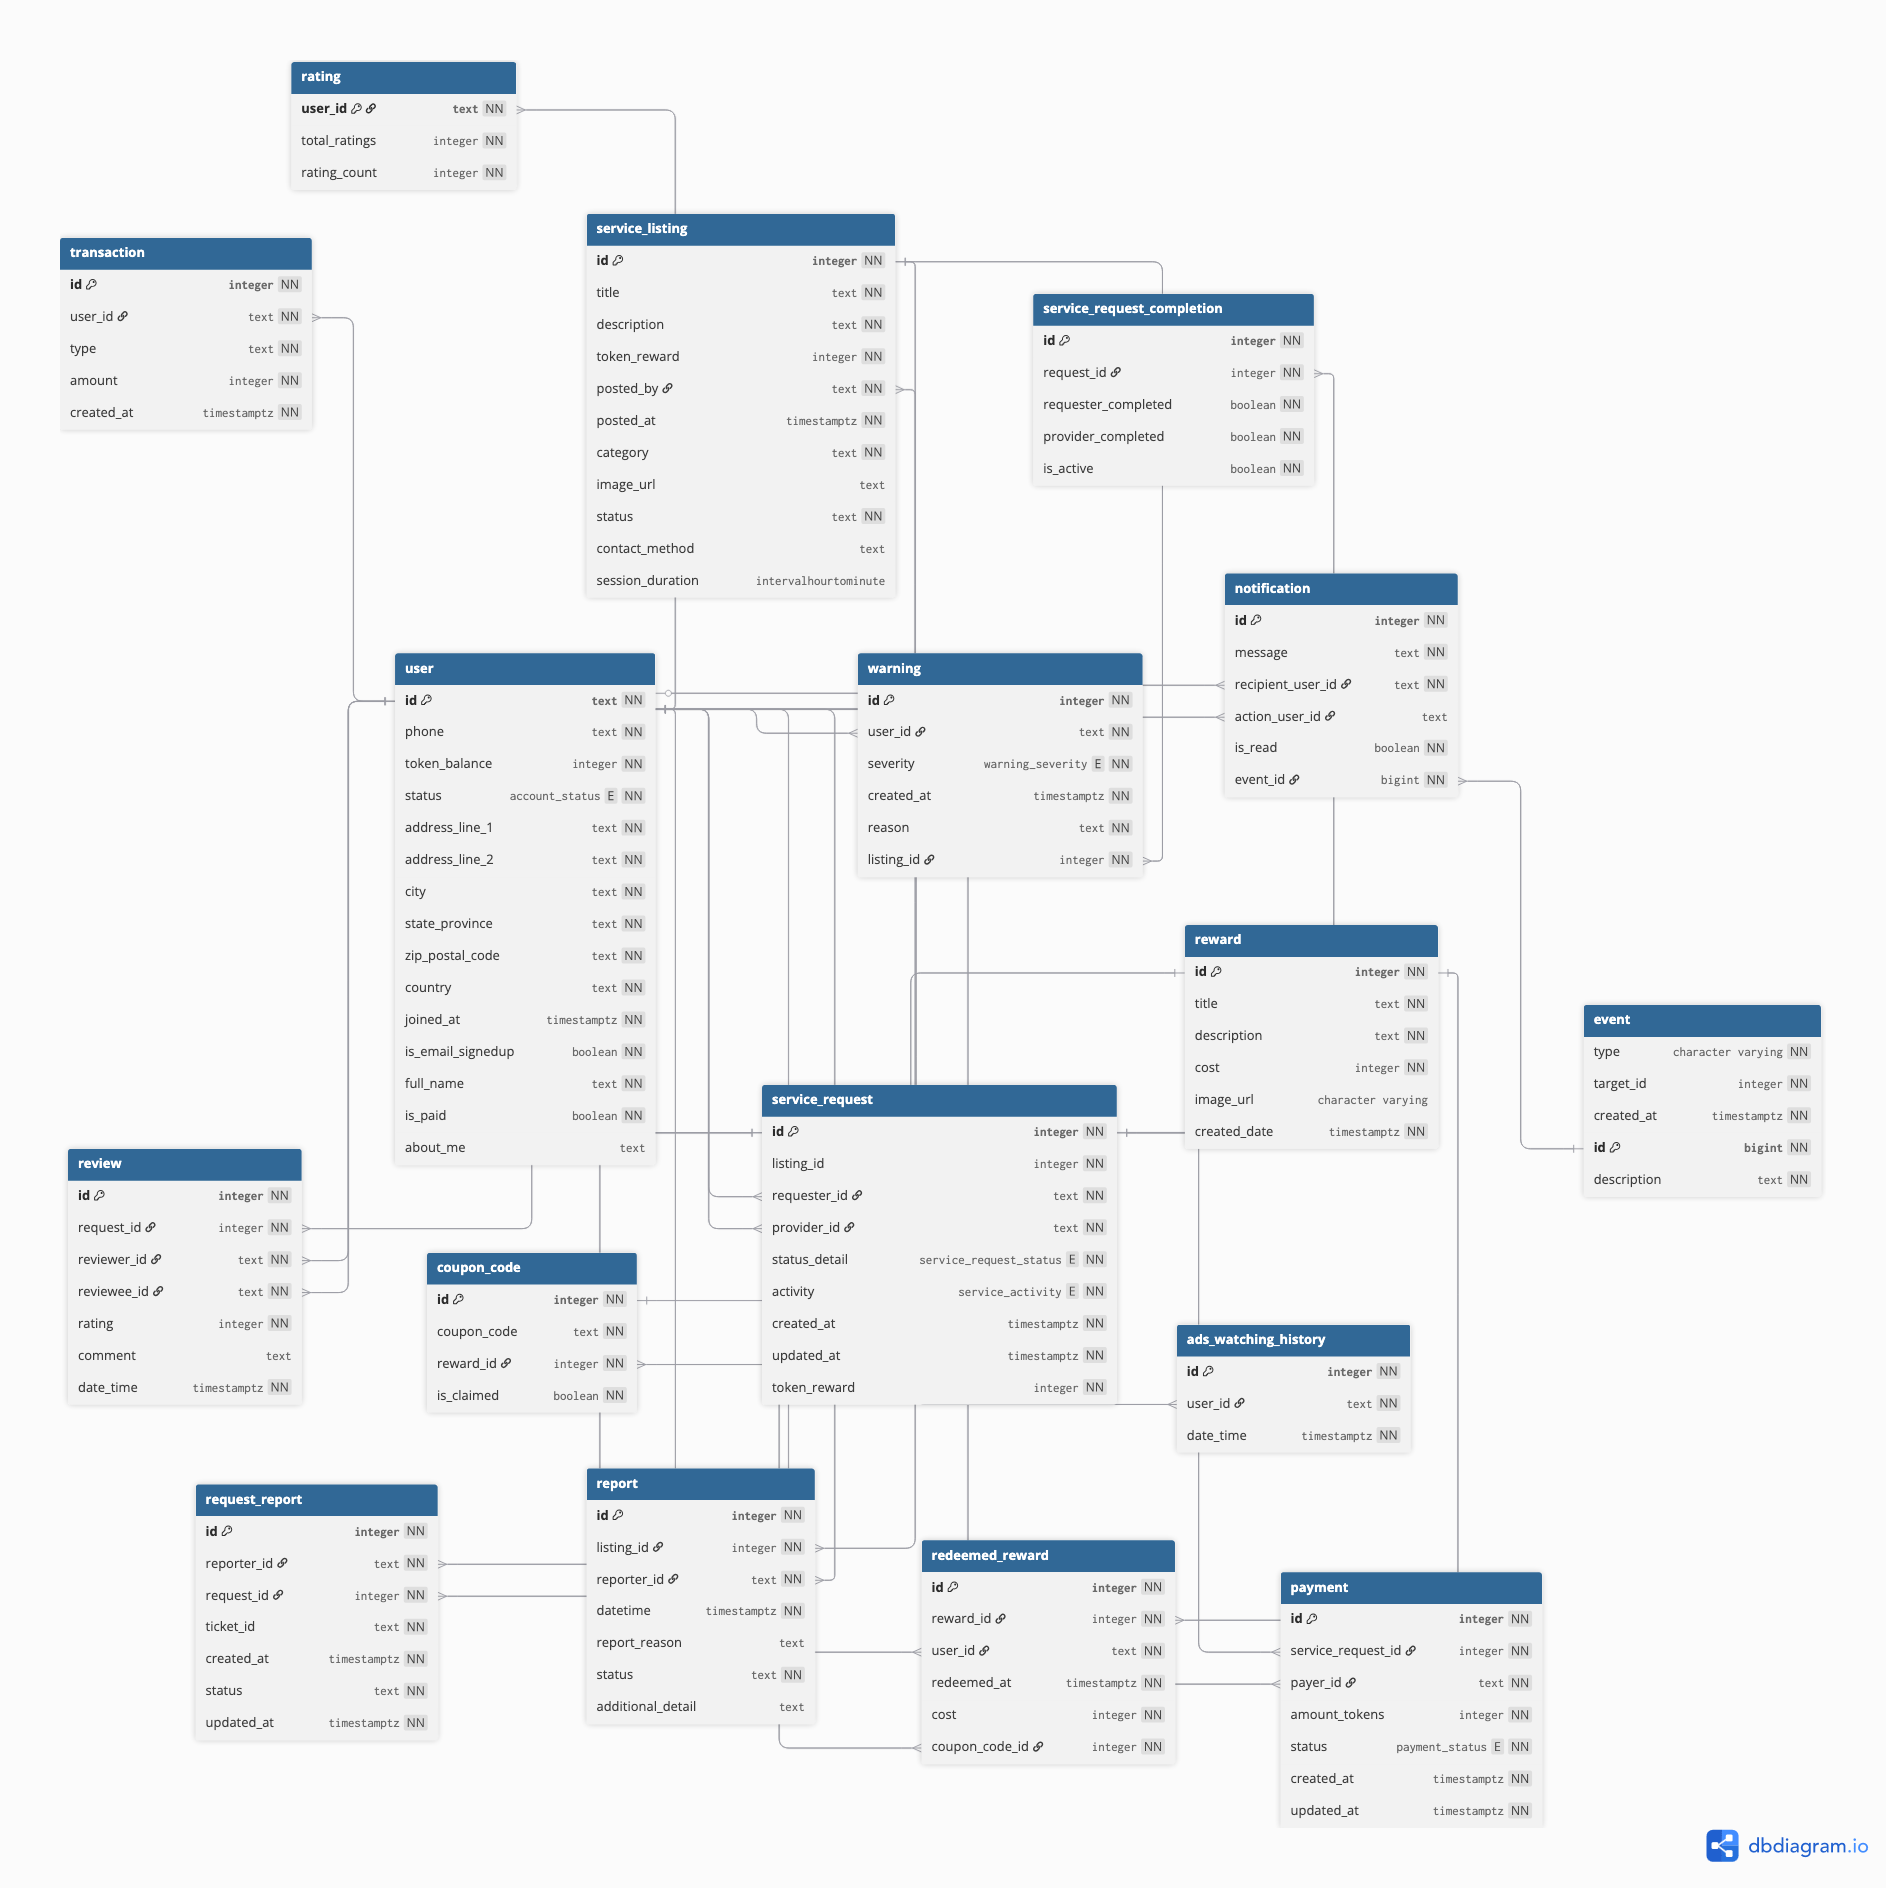 rating
user_id text NN
total_ratings integer NN
rating_count integer NN
transaction
id integer NN
user_id text NN
type text NN
amount integer NN
created_at timestamptz NN
service_listing
id integer NN
title text NN
description text NN
token_reward integer NN
posted_by text NN
posted_at timestamptz NN
category text NN
image_url text
status text NN
contact_method text
session_duration intervalhourtominute
service_request_completion
id integer NN
request_id integer NN
requester_completed boolean NN
provider_completed boolean NN
is_active boolean NN
notification
id integer NN
message text NN
recipient_user_id text NN
action_user_id text
is_read boolean NN
event_id bigint NN
user
id text NN
phone text NN
token_balance integer NN
status account_status E NN
address_line_1 text NN
address_line_2 text NN
city text NN
state_province text NN
zip_postal_code text NN
country text NN
joined_at timestamptz NN
is_email_signedup boolean NN
full_name text NN
is_paid boolean NN
about_me text
warning
id integer NN
user_id text NN
severity warning_severity E NN
created_at timestamptz NN
reason text NN
listing_id integer NN
reward
id integer NN
title text NN
description text NN
cost integer NN
image_url character varying
created_date timestamptz NN
event
type character varying NN
target_id integer NN
created_at timestamptz NN
id bigint NN
description text NN
service_request
id integer NN
listing_id integer NN
requester_id text NN
provider_id text NN
status_detail service_request_status E NN
activity service_activity E NN
created_at timestamptz NN
updated_at timestamptz NN
token_reward integer NN
review
id integer NN
request_id integer NN
reviewer_id text NN
reviewee_id text NN
rating integer NN
comment text
date_time timestamptz NN
coupon_code
id integer NN
coupon_code text NN
reward_id integer NN
is_claimed boolean NN
ads_watching_history
id integer NN
user_id text NN
date_time timestamptz NN
request_report
id integer NN
reporter_id text NN
request_id integer NN
ticket_id text NN
created_at timestamptz NN
status text NN
updated_at timestamptz NN
report
id integer NN
listing_id integer NN
reporter_id text NN
datetime timestamptz NN
report_reason text
status text NN
additional_detail text
redeemed_reward
id integer NN
reward_id integer NN
user_id text NN
redeemed_at timestamptz NN
cost integer NN
coupon_code_id integer NN
payment
id integer NN
service_request_id integer NN
payer_id text NN
amount_tokens integer NN
status payment_status E NN
created_at timestamptz NN
updated_at timestamptz NN
dbdiagram.io